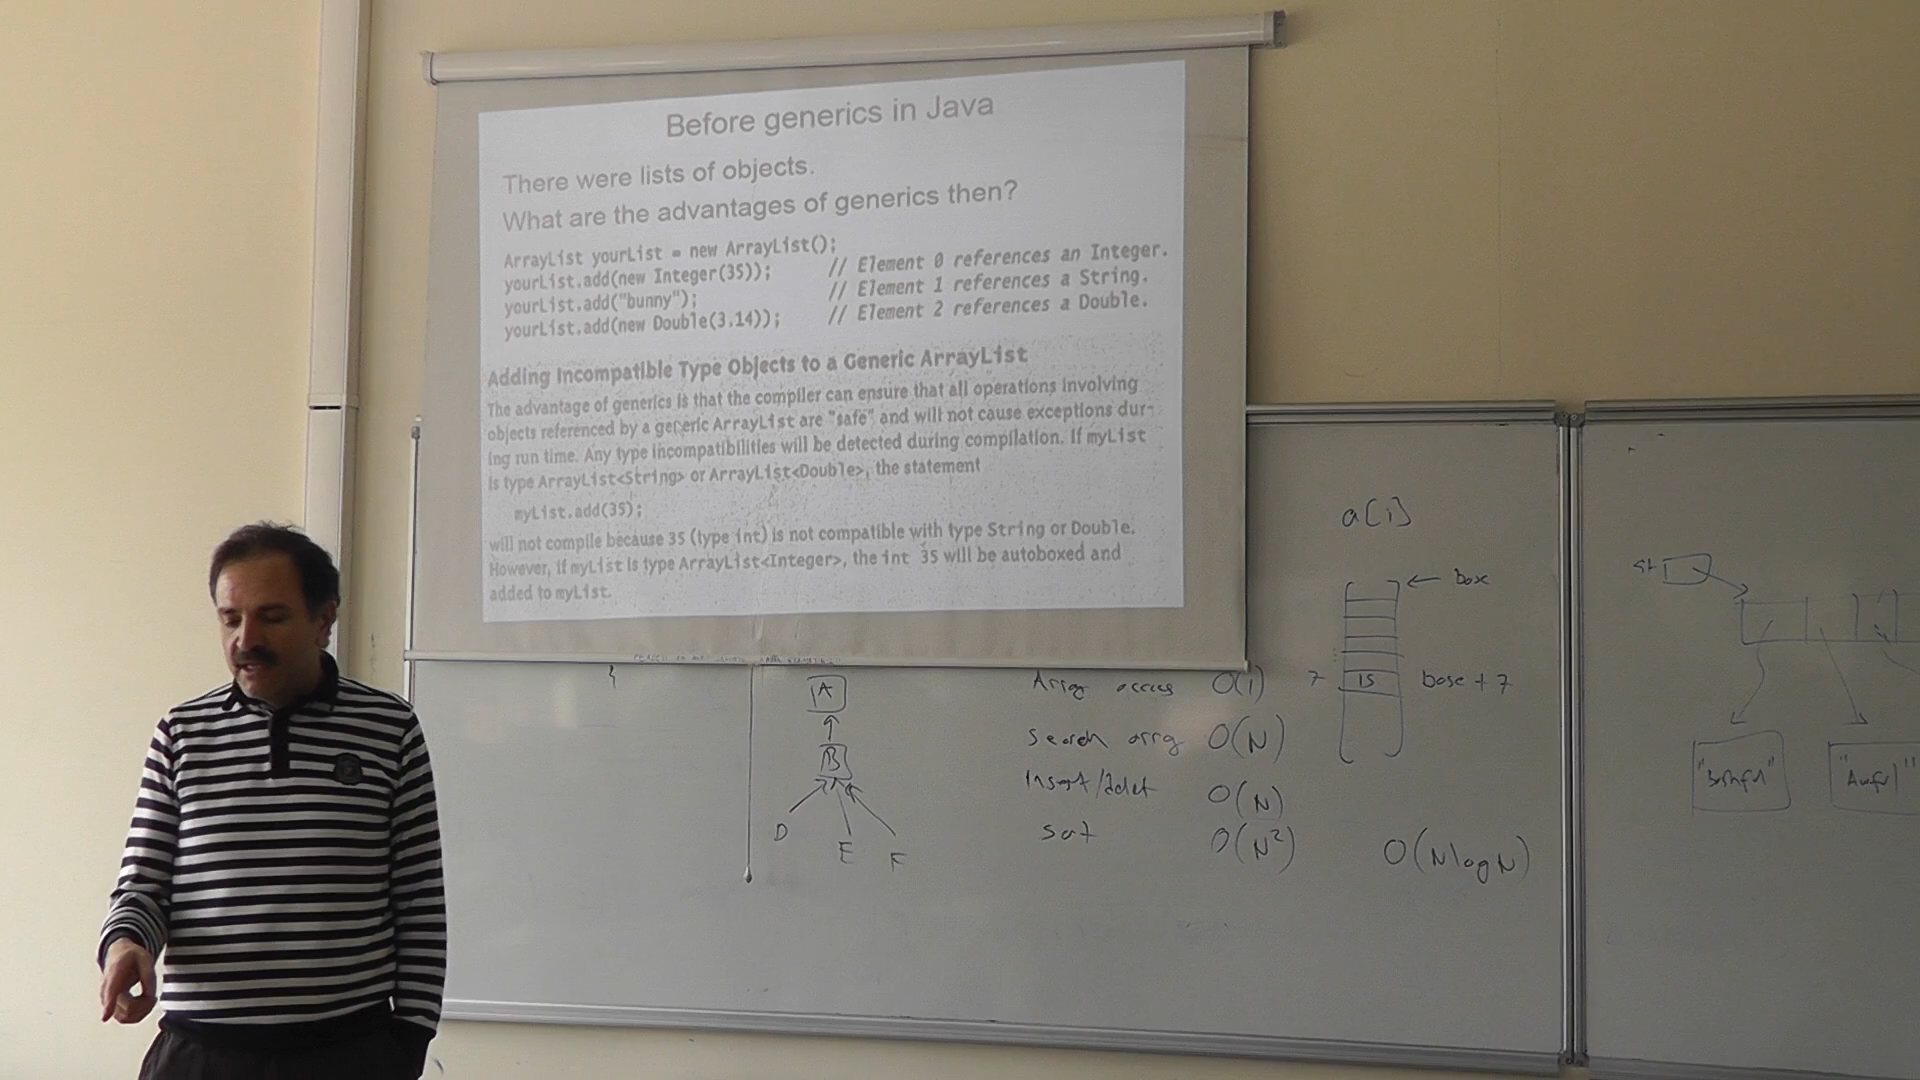 Before generics in Java
There were lists of objects.
What are the advantages of generics then?
ArrayList yourList = new ArrayList();
yourList.add(new Integer(35)); // Element 0 references an Integer.
yourList.add("bunny"); // Element 1 references a String.
yourList.add(new Double(3.14)); // Element 2 references a Double.
Adding Incompatible Type Objects to a Generic ArrayList
The advantage of generics is that the compiler can ensure that all operations involving
objects referenced by a generic ArrayList are "safe" and will not cause exceptions dur-
ing run time. Any type incompatibilities will be detected during compilation. If myList
is type ArrayList<String> or ArrayList<Double>, the statement
myList.add(35);
will not compile because 35 (type int) is not compatible with type String or Double.
However, if myList is type ArrayList<Integer>, the int 35 will be autoboxed and
added to myList.
A
B
D
E
F
Array access O(1)
Search array O(N)
Insert/delet O(N)
Sort O(N²) O(N log N)
a[i]
← box
7 15 base + 7
st
"Awful"